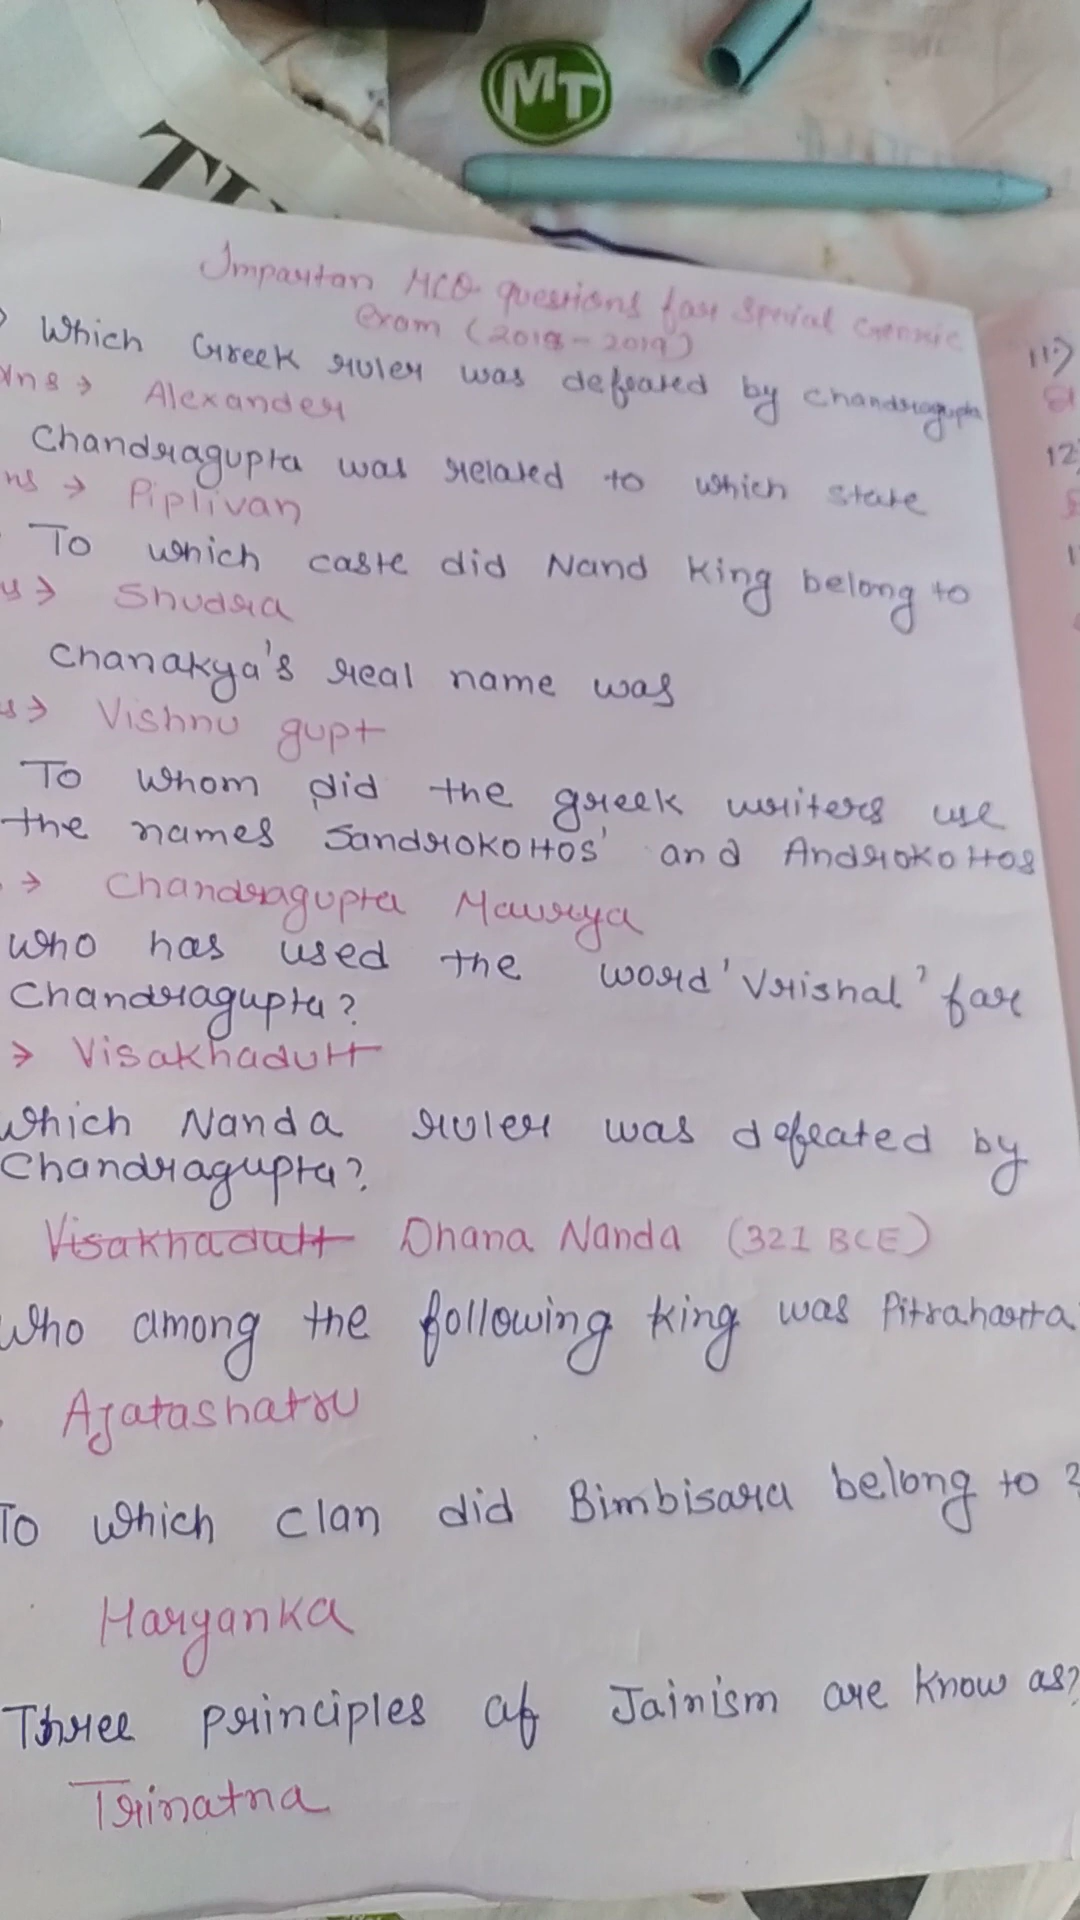 MT
Importan MCQ questions for Special Generic
Exam (2018-2019)
Which Greek ruler was defeated by chandragupta
Ans → Alexander
Chandragupta was related to which state
ns → Piplivan
To which caste did Nand King belong to
s → Shudra
Chanakya's real name was
s → Vishnu gupt
To whom did the greek writers use
the names Sandrokottos' and Androkottos
→ Chandragupta Maurya
who has used the word 'Vrishal' for
Chandragupta?
→ Visakhadutt
which Nanda ruler was defeated by
Chandragupta?
Visakhadutt Dhana Nanda (321 BCE)
who among the following king was Pitrahorta
Ajatashatru
To which clan did Bimbisara belong to ?
Haryanka
Three principles of Jainism are know as?
Trinatna
11)
12)